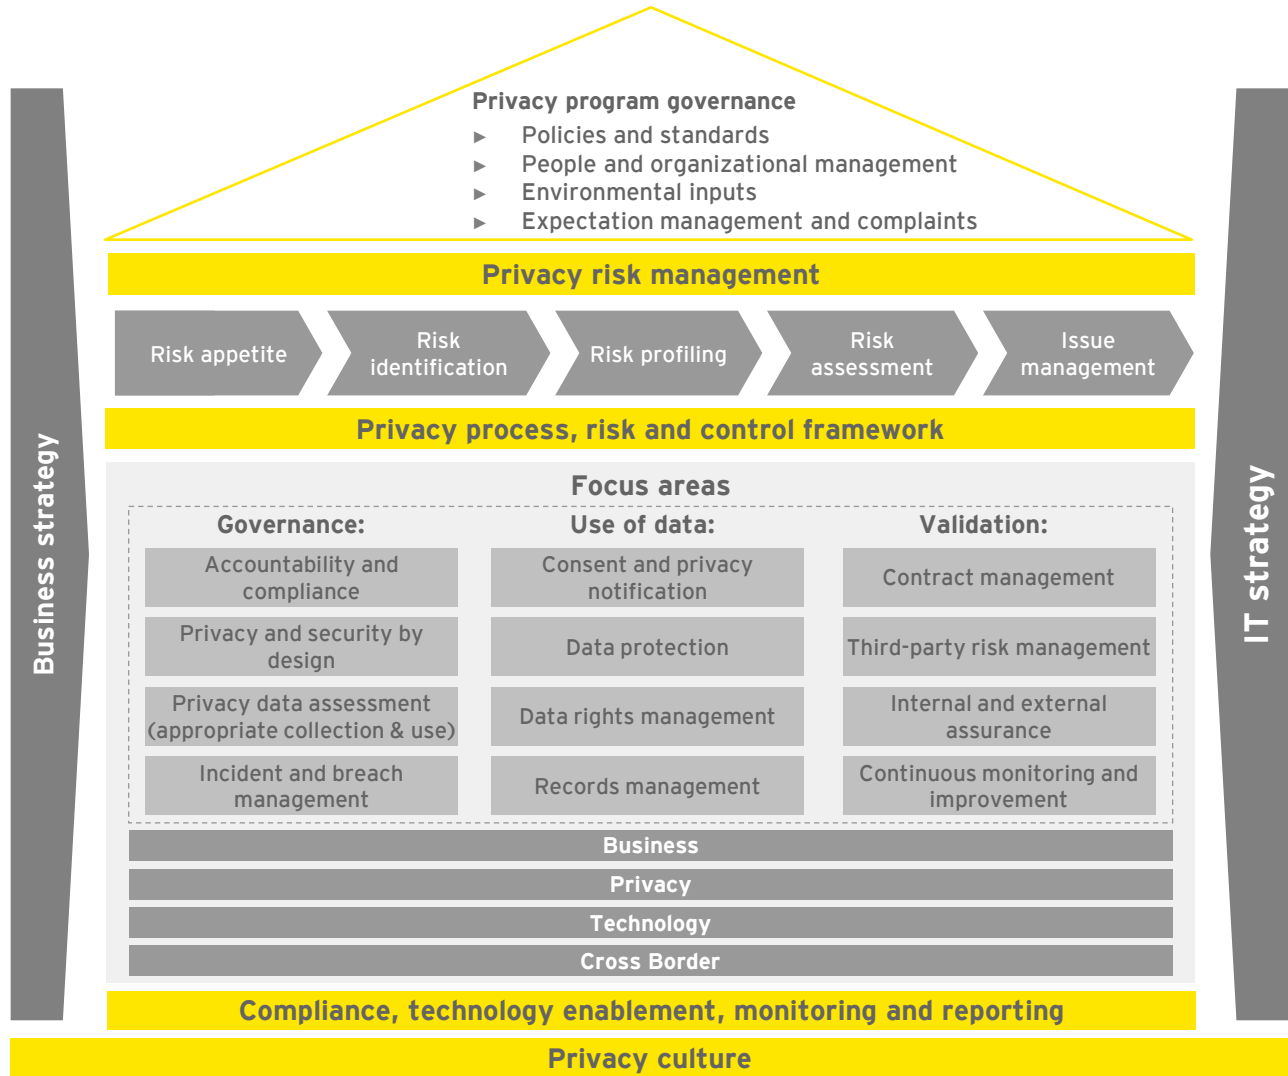 Privacy program governance
► Policies and standards
► People and organizational management
► Environmental inputs
► Expectation management and complaints
Business strategy
IT strategy
Privacy risk management
Risk appetite
Risk
identification
Risk profiling
Risk
assessment
Issue
management
Privacy process, risk and control framework
Focus areas
Governance:
Accountability and
compliance
Privacy and security by
design
Privacy data assessment
(appropriate collection & use)
Incident and breach
management
Use of data:
Consent and privacy
notification
Data protection
Data rights management
Records management
Validation:
Contract management
Third-party risk management
Internal and external
assurance
Continuous monitoring and
improvement
Business
Privacy
Technology
Cross Border
Compliance, technology enablement, monitoring and reporting
Privacy culture